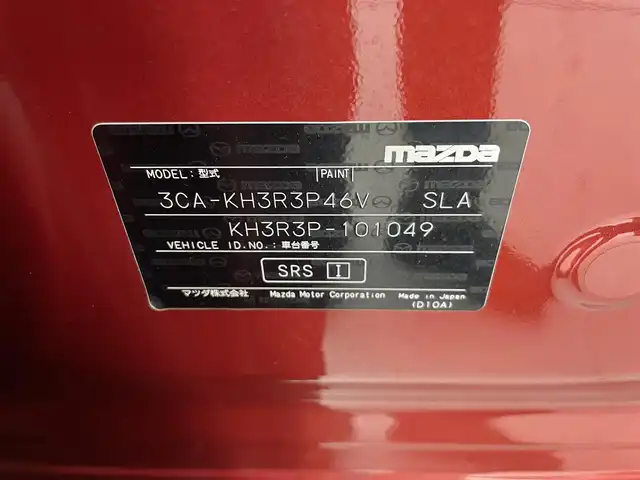 mazDa
MODEL:型式 |PAINT|
3CA-KH3R3P46V SLA
KH3R3P-101049
VEHICLE ID.NO.:車台番号
SRS I
マツダ株式会社 Mazda Motor Corporation Made in Japan
(D10A)